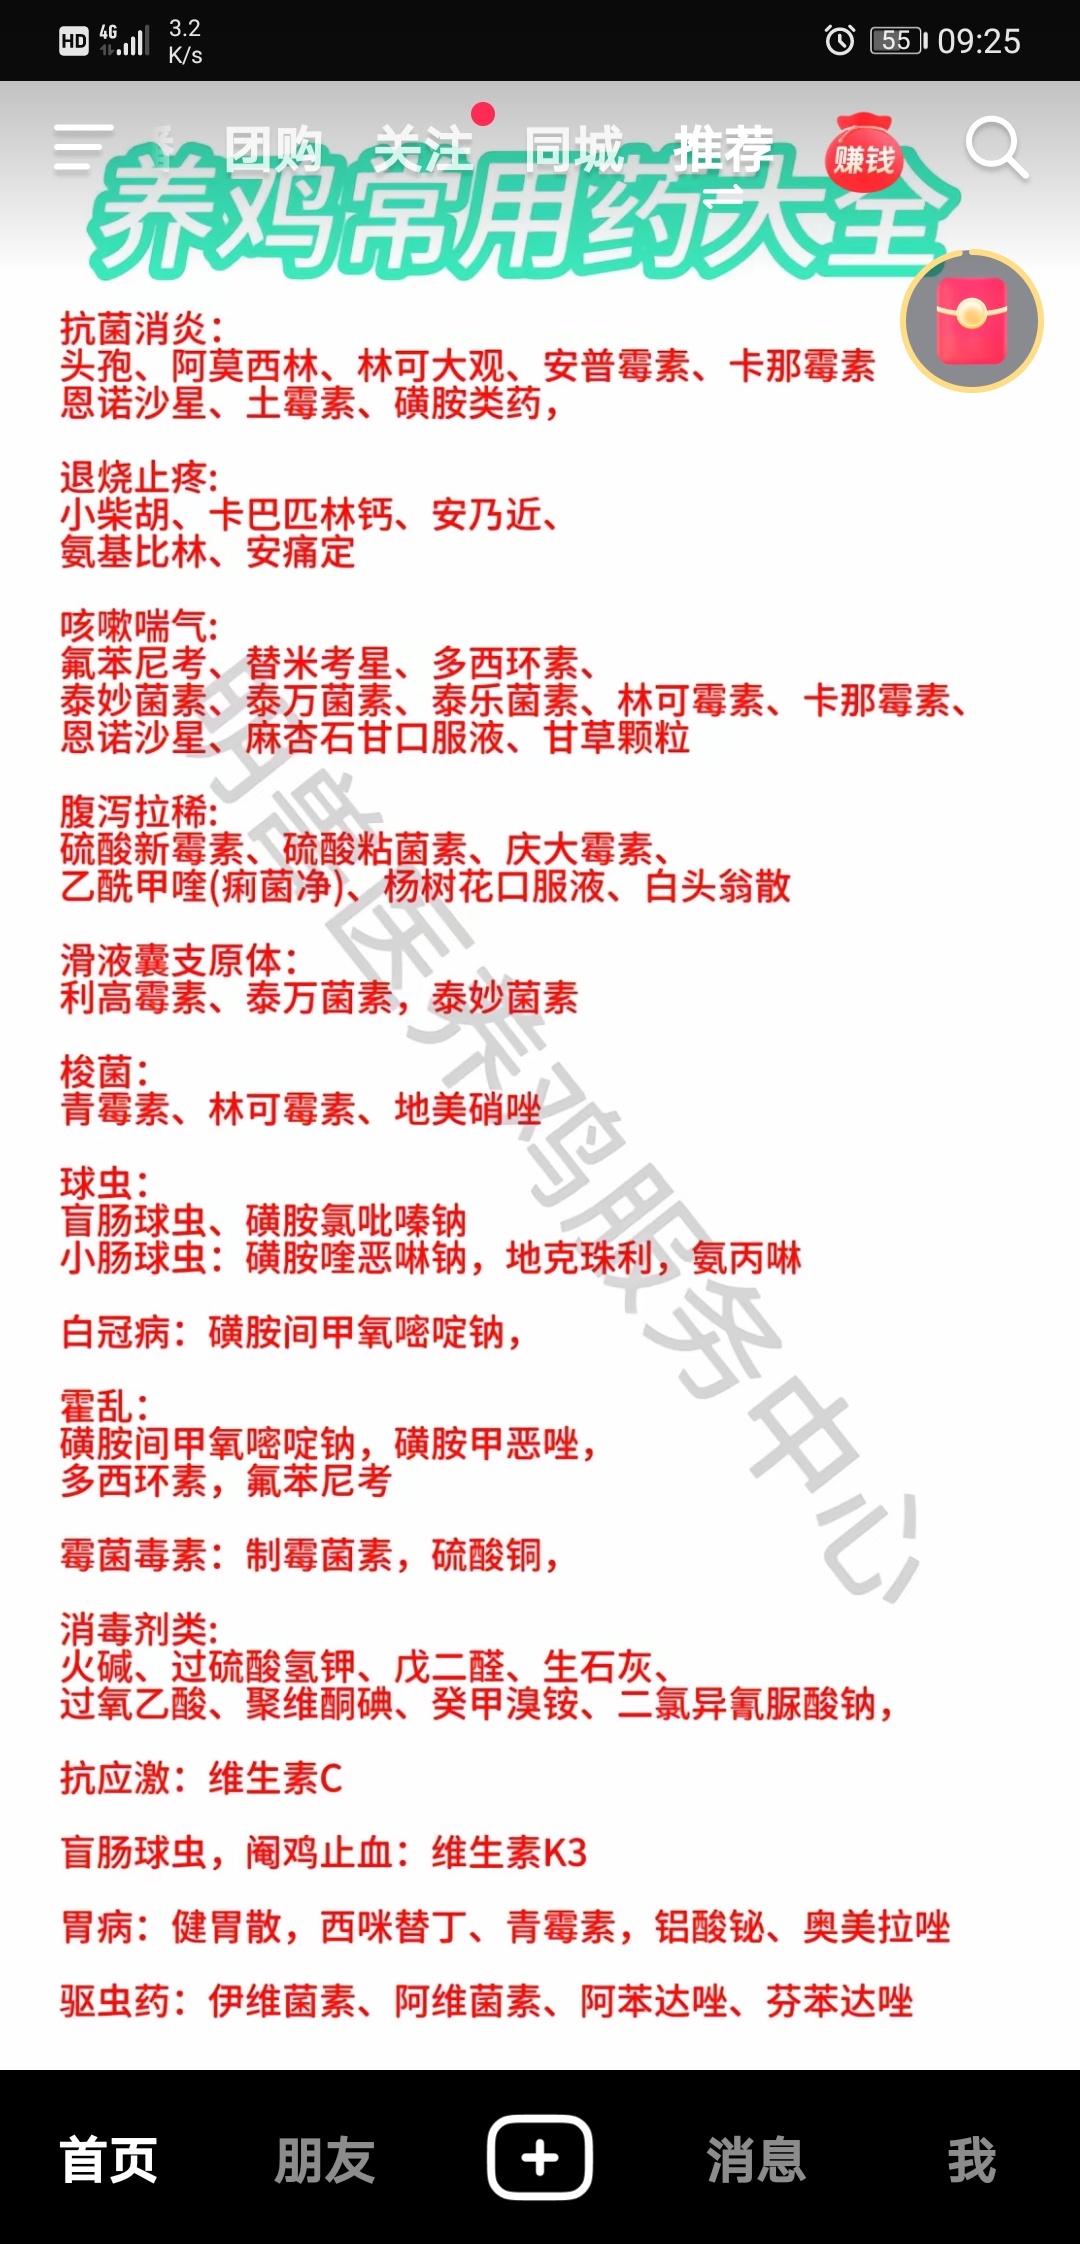 HD 4G 3.2 K/s 55 09:25
团购 关注 同城 推荐 赚钱
养鸡常用药大全
抗菌消炎：
头孢、阿莫西林、林可大观、安普霉素、卡那霉素
恩诺沙星、土霉素、磺胺类药，
退烧止疼:
小柴胡、卡巴匹林钙、安乃近、
氨基比林、安痛定
咳嗽喘气:
氟苯尼考、替米考星、多西环素、
泰妙菌素、泰万菌素、泰乐菌素、林可霉素、卡那霉素、
恩诺沙星、麻杏石甘口服液、甘草颗粒
腹泻拉稀:
硫酸新霉素、硫酸粘菌素、庆大霉素、
乙酰甲喹(痢菌净)、杨树花口服液、白头翁散
滑液囊支原体：
利高霉素、泰万菌素，泰妙菌素
梭菌：
青霉素、林可霉素、地美硝唑
球虫：
盲肠球虫、磺胺氯吡嗪钠
小肠球虫：磺胺喹恶啉钠，地克珠利，氨丙啉
白冠病：磺胺间甲氧嘧啶钠，
霍乱：
磺胺间甲氧嘧啶钠，磺胺甲恶唑，
多西环素，氟苯尼考
霉菌毒素：制霉菌素，硫酸铜，
消毒剂类:
火碱、过硫酸氢钾、戊二醛、生石灰、
过氧乙酸、聚维酮碘、癸甲溴铵、二氯异氰脲酸钠，
抗应激：维生素C
盲肠球虫，阉鸡止血：维生素K3
胃病：健胃散，西咪替丁、青霉素，铝酸铋、奥美拉唑
驱虫药：伊维菌素、阿维菌素、阿苯达唑、芬苯达唑
明兽医养鸡服务中心
首页 朋友 消息 我